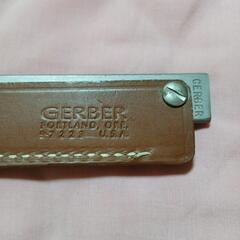 GERBER
PORTLAND, ORE.
97223 U.S.A.
GERBER